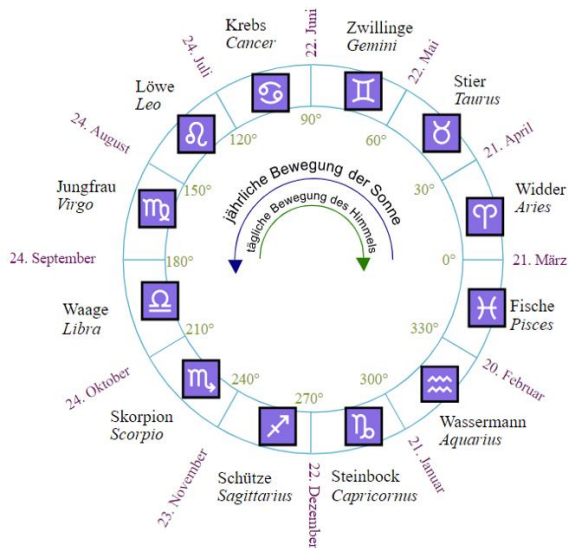 Krebs
Cancer
22. Juni
Zwillinge
Gemini
24. Juli
22. Mai
Löwe
Leo
Stier
Taurus
90°
120°
60°
24. August
21. April
Jungfrau
Virgo
150°
30°
Widder
Aries
jährliche Bewegung der Sonne
tägliche Bewegung des Himmels
24. September
180°
0°
21. März
Waage
Libra
Fische
Pisces
210°
330°
24. Oktober
20. Februar
240°
300°
270°
Skorpion
Scorpio
Wassermann
Aquarius
23. November
21. Januar
Schütze
Sagittarius
22. Dezember
Steinbock
Capricornus